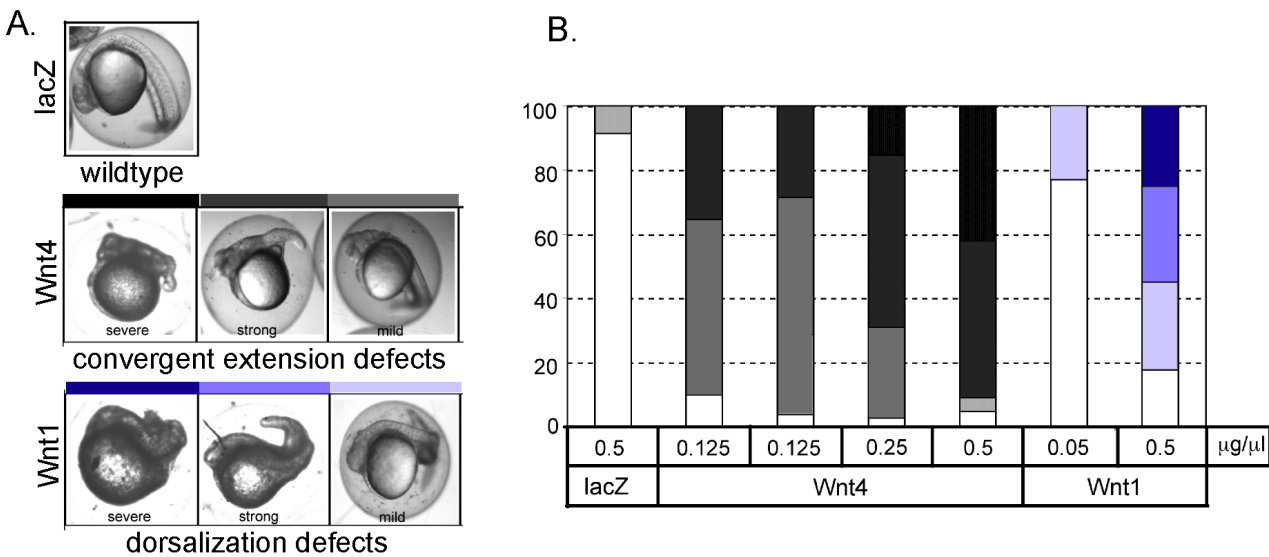 A.
lacZ
wildtype
Wnt4
severe strong mild
convergent extension defects
Wnt1
severe strong mild
dorsalization defects
B.
100
80
60
40
20
0
0.5 0.125 0.125 0.25 0.5 0.05 0.5 µg/µl
lacZ Wnt4 Wnt1